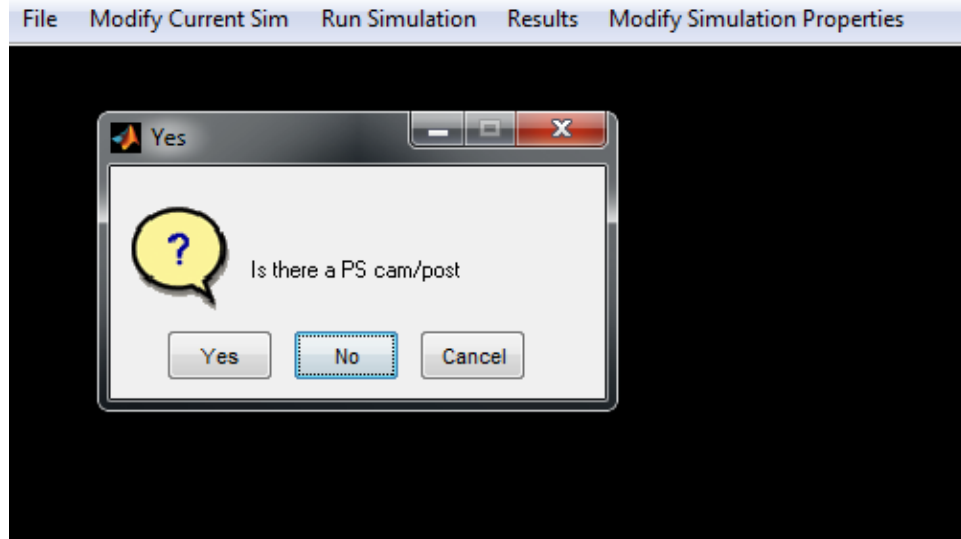 File Modify Current Sim Run Simulation Results Modify Simulation Properties
Yes
?
Is there a PS cam/post
Yes No Cancel